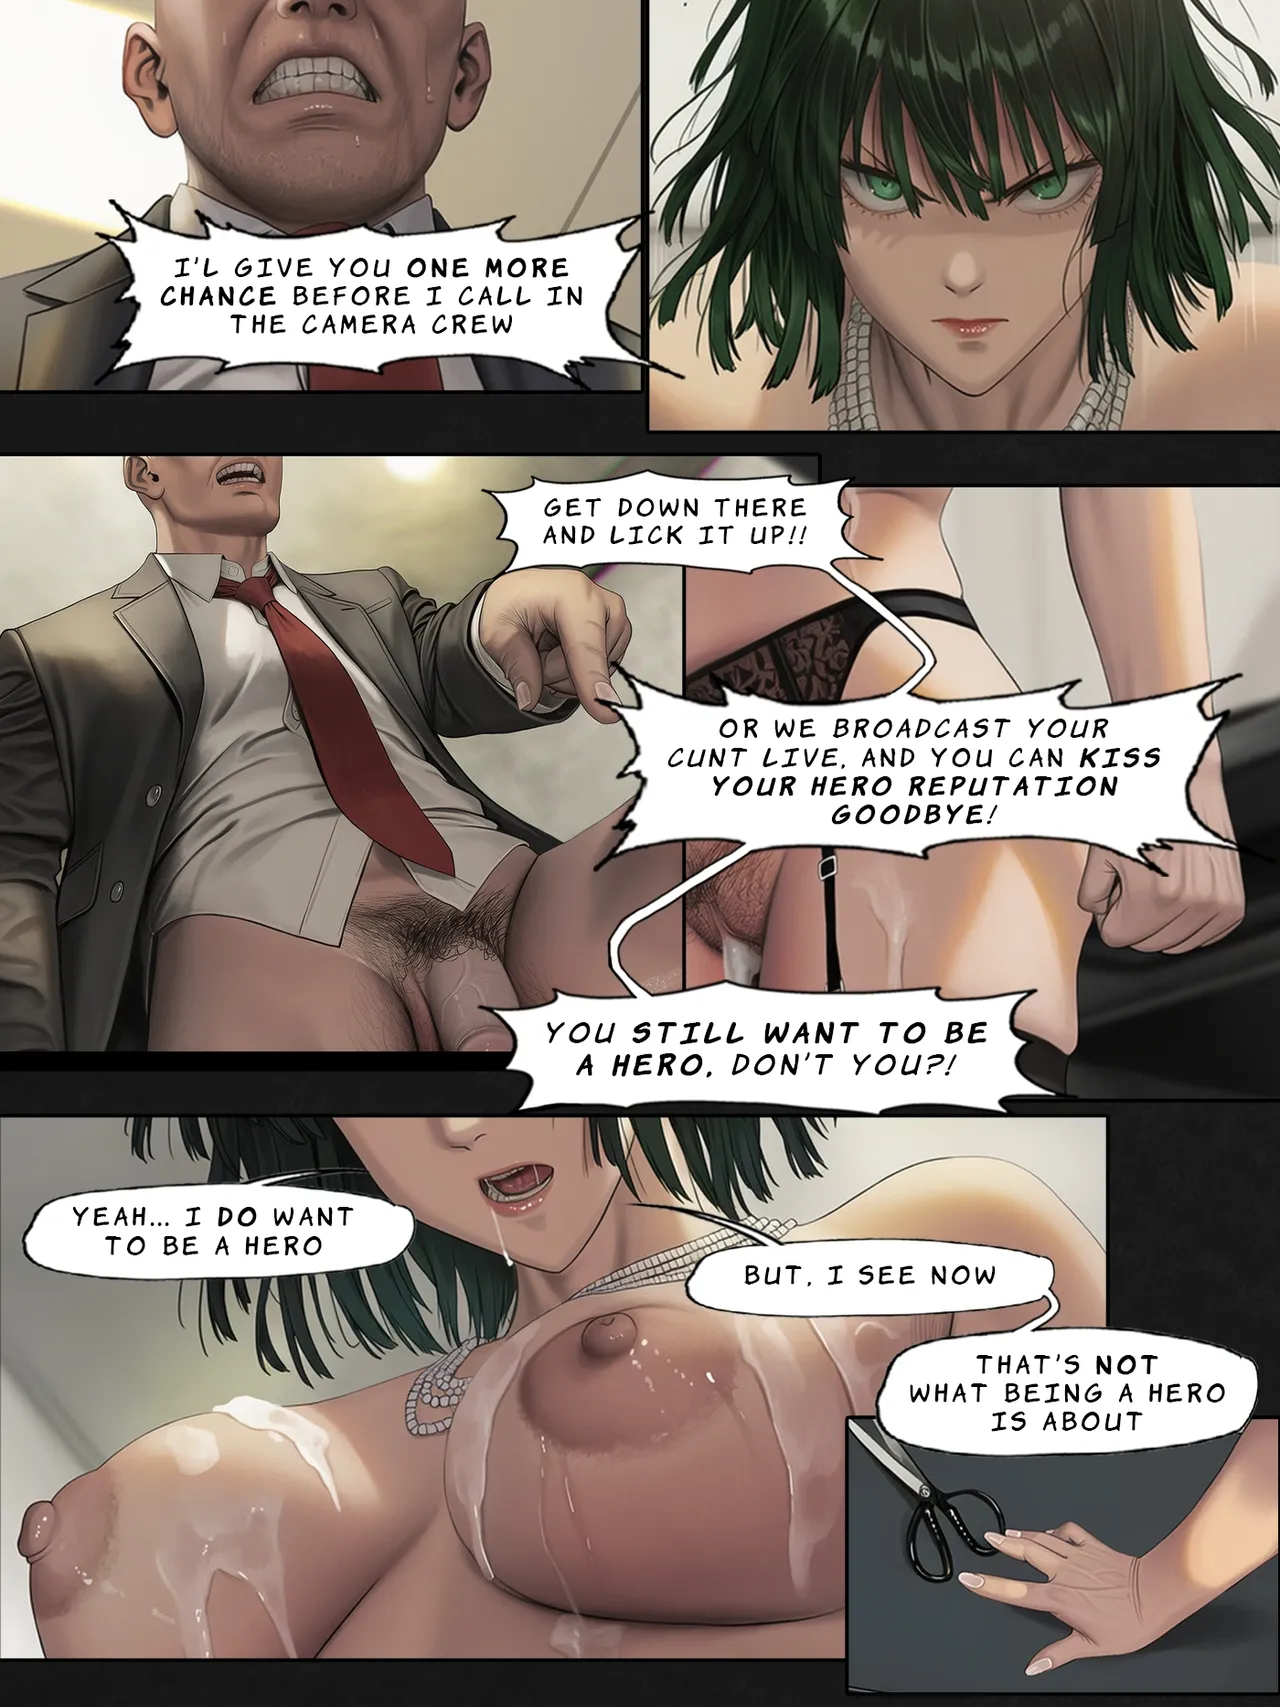 I'L GIVE YOU ONE MORE
CHANCE BEFORE I CALL IN
THE CAMERA CREW
GET DOWN THERE
AND LICK IT UP!!
OR WE BROADCAST YOUR
CUNT LIVE, AND YOU CAN KISS
YOUR HERO REPUTATION
GOODBYE!
YOU STILL WANT TO BE
A HERO, DON'T YOU?!
YEAH... I DO WANT
TO BE A HERO
BUT, I SEE NOW
THAT'S NOT
WHAT BEING A HERO
IS ABOUT